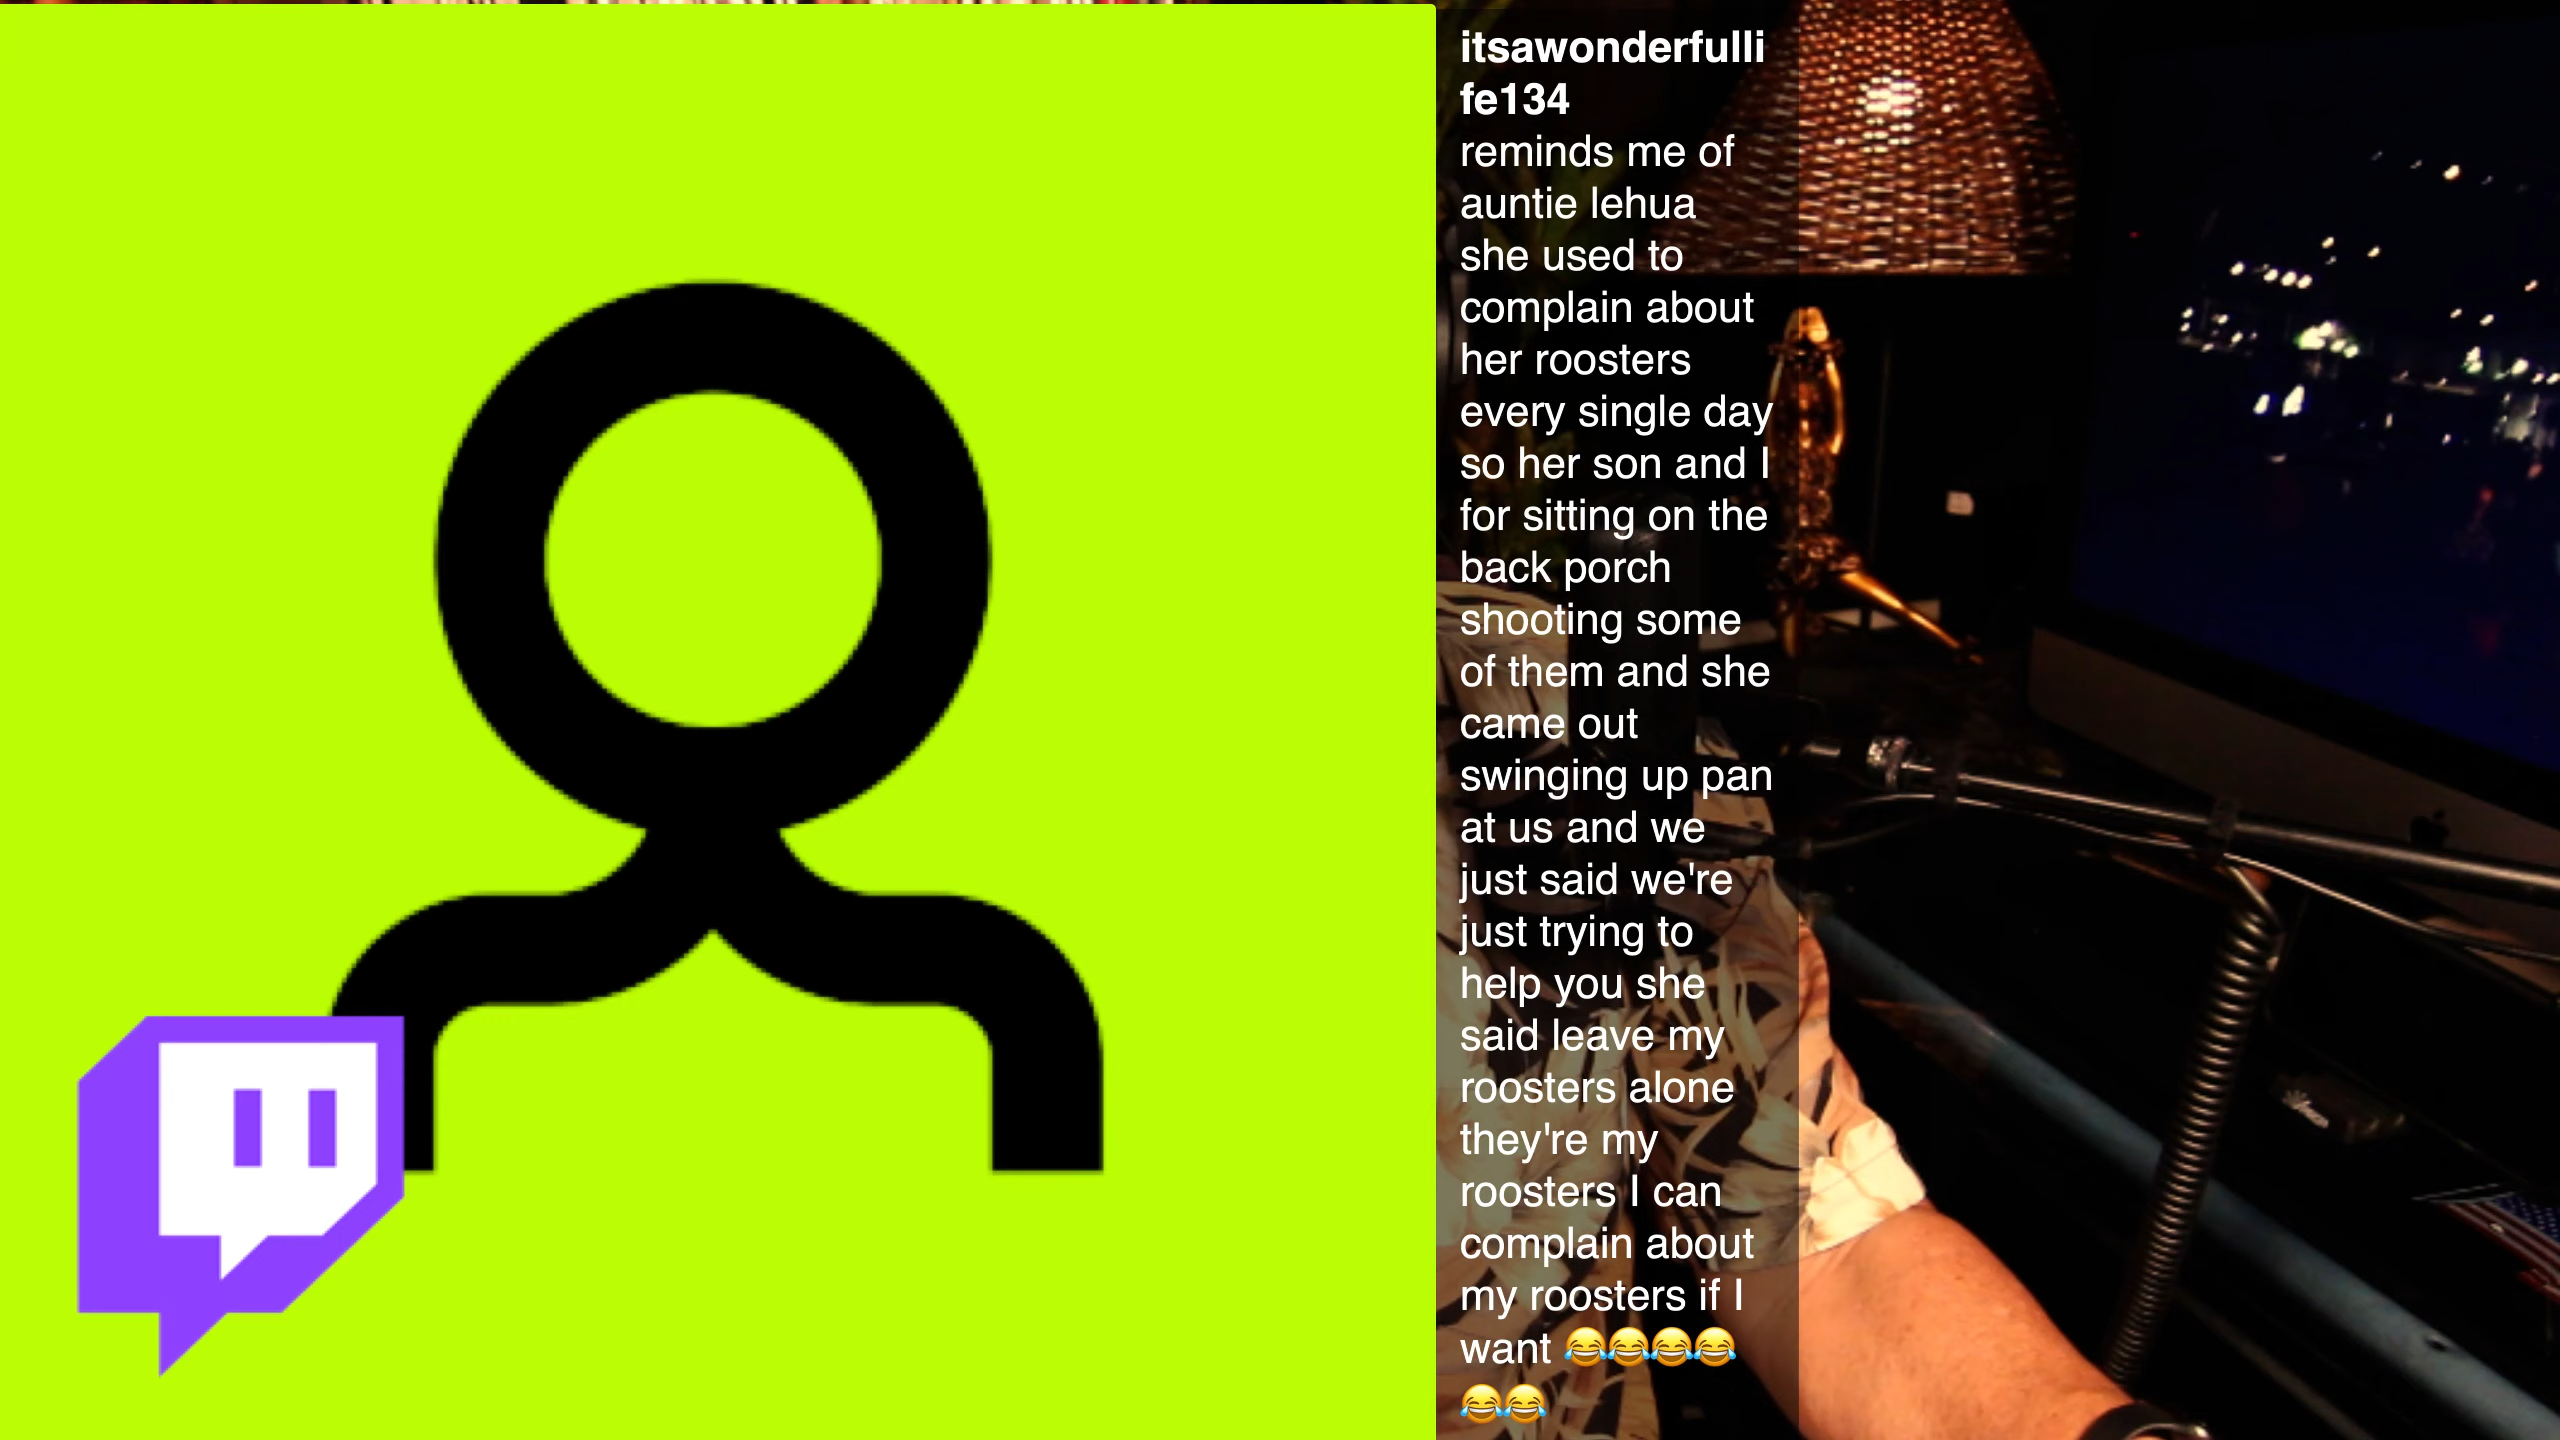 itsawonderfulli
fe134
reminds me of
auntie lehua
she used to
complain about
her roosters
every single day
so her son and I
for sitting on the
back porch
shooting some
of them and she
came out
swinging up pan
at us and we
just said we're
just trying to
help you she
said leave my
roosters alone
they're my
roosters I can
complain about
my roosters if I
want 😂😂😂😂
😂😂